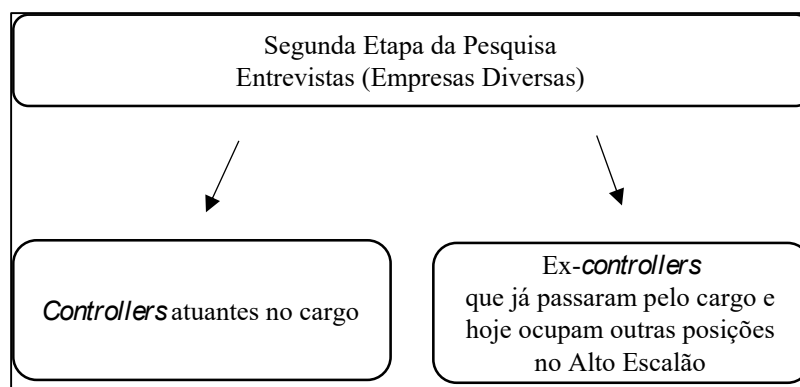 Segunda Etapa da Pesquisa
Entrevistas (Empresas Diversas)
Controllers atuantes no cargo
Ex-controllers
que já passaram pelo cargo e
hoje ocupam outras posições
no Alto Escalão